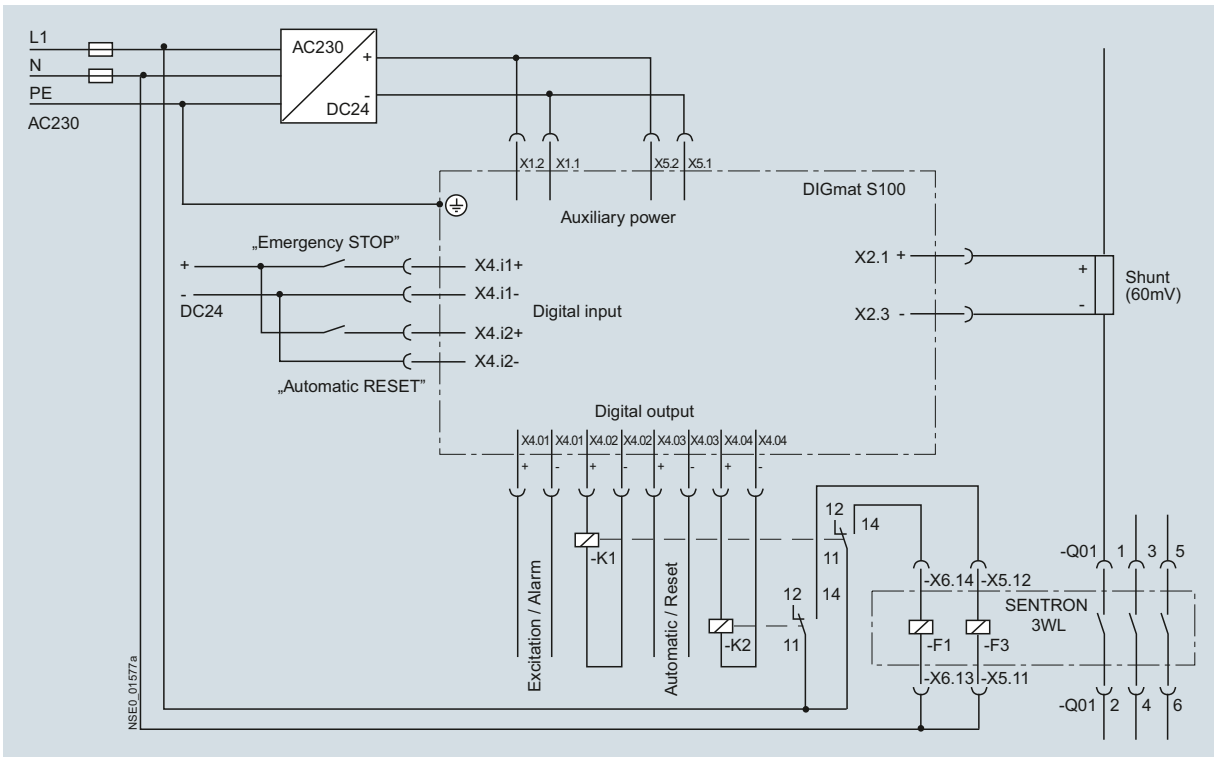 L1
N
PE
AC230
AC230
+
-
DC24
X1.2 X1.1 X5.2 X5.1
DIGmat S100
Auxiliary power
„Emergency STOP”
+
-
DC24
X4.i1+
X4.i1-
X4.i2+
X4.i2-
Digital input
„Automatic RESET”
X2.1 +
X2.3 -
+
-
Shunt
(60mV)
Digital output
X4.01 X4.01 X4.02 X4.02 X4.03 X4.03 X4.04 X4.04
+ - + - + - + -
Excitation / Alarm
-K1
Automatic / Reset
-K2
12
14
11
12
14
11
-X6.14 -X5.12
SENTRON
3WL
-F1
-F3
-X6.13 -X5.11
-Q01 1 3 5
-Q01 2 4 6
NSE0_01577a